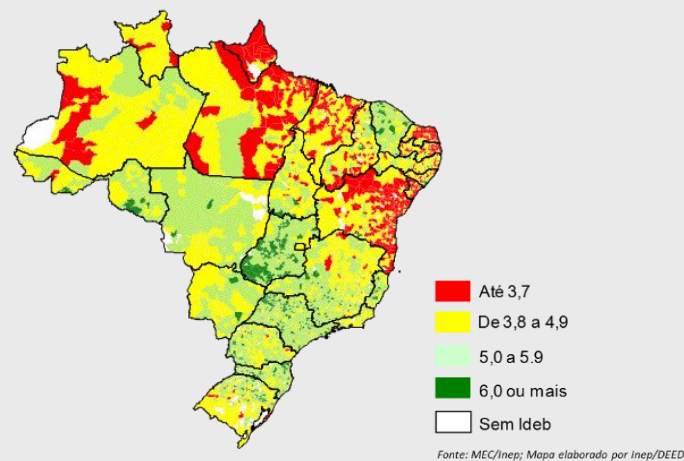 Até 3,7
De 3,8 a 4,9
5,0 a 5.9
6,0 ou mais
Sem Ideb
Fonte: MEC/Inep; Mapa elaborado por Inep/DEED